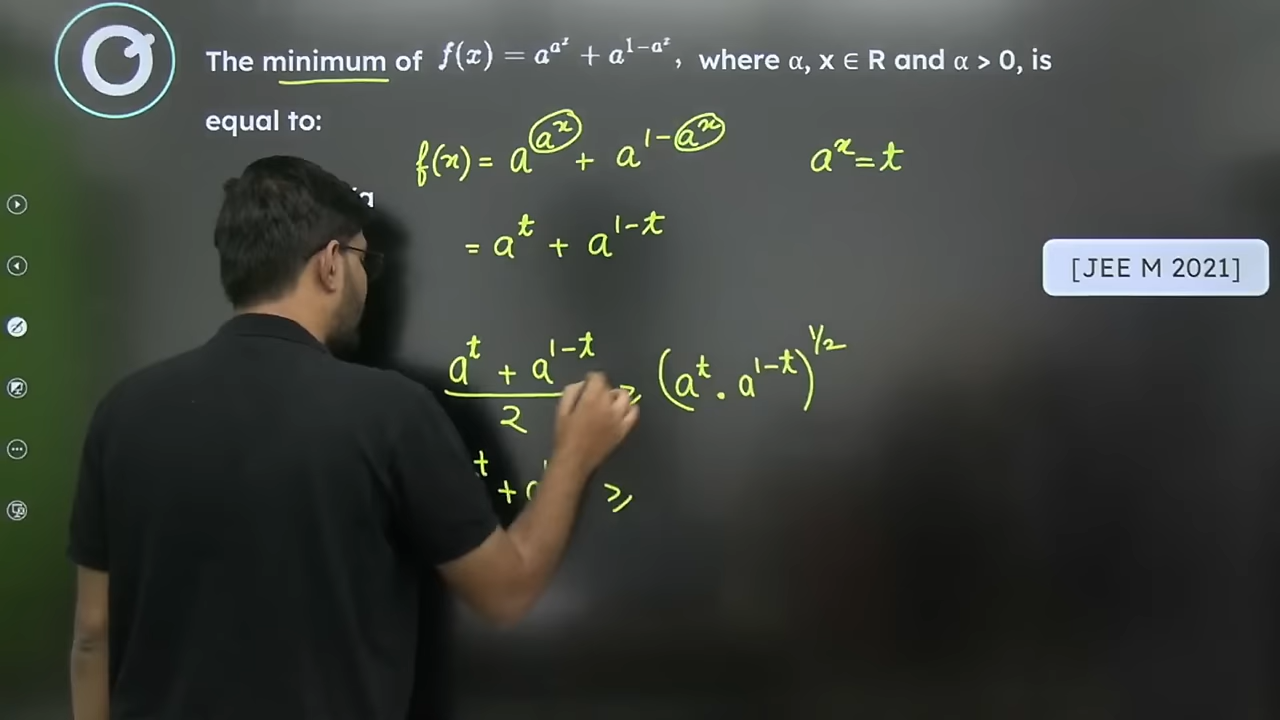 The minimum of f(x) = a^{a^x} + a^{1-a^x}, where α, x ∈ R and α > 0, is
equal to:
f(x) = a^{a^x} + a^{1-a^x} a^x = t
= a^t + a^{1-t}
[JEE M 2021]
(a^t + a^{1-t})/2 ≥ (a^t . a^{1-t})^{1/2}
t + a ≥